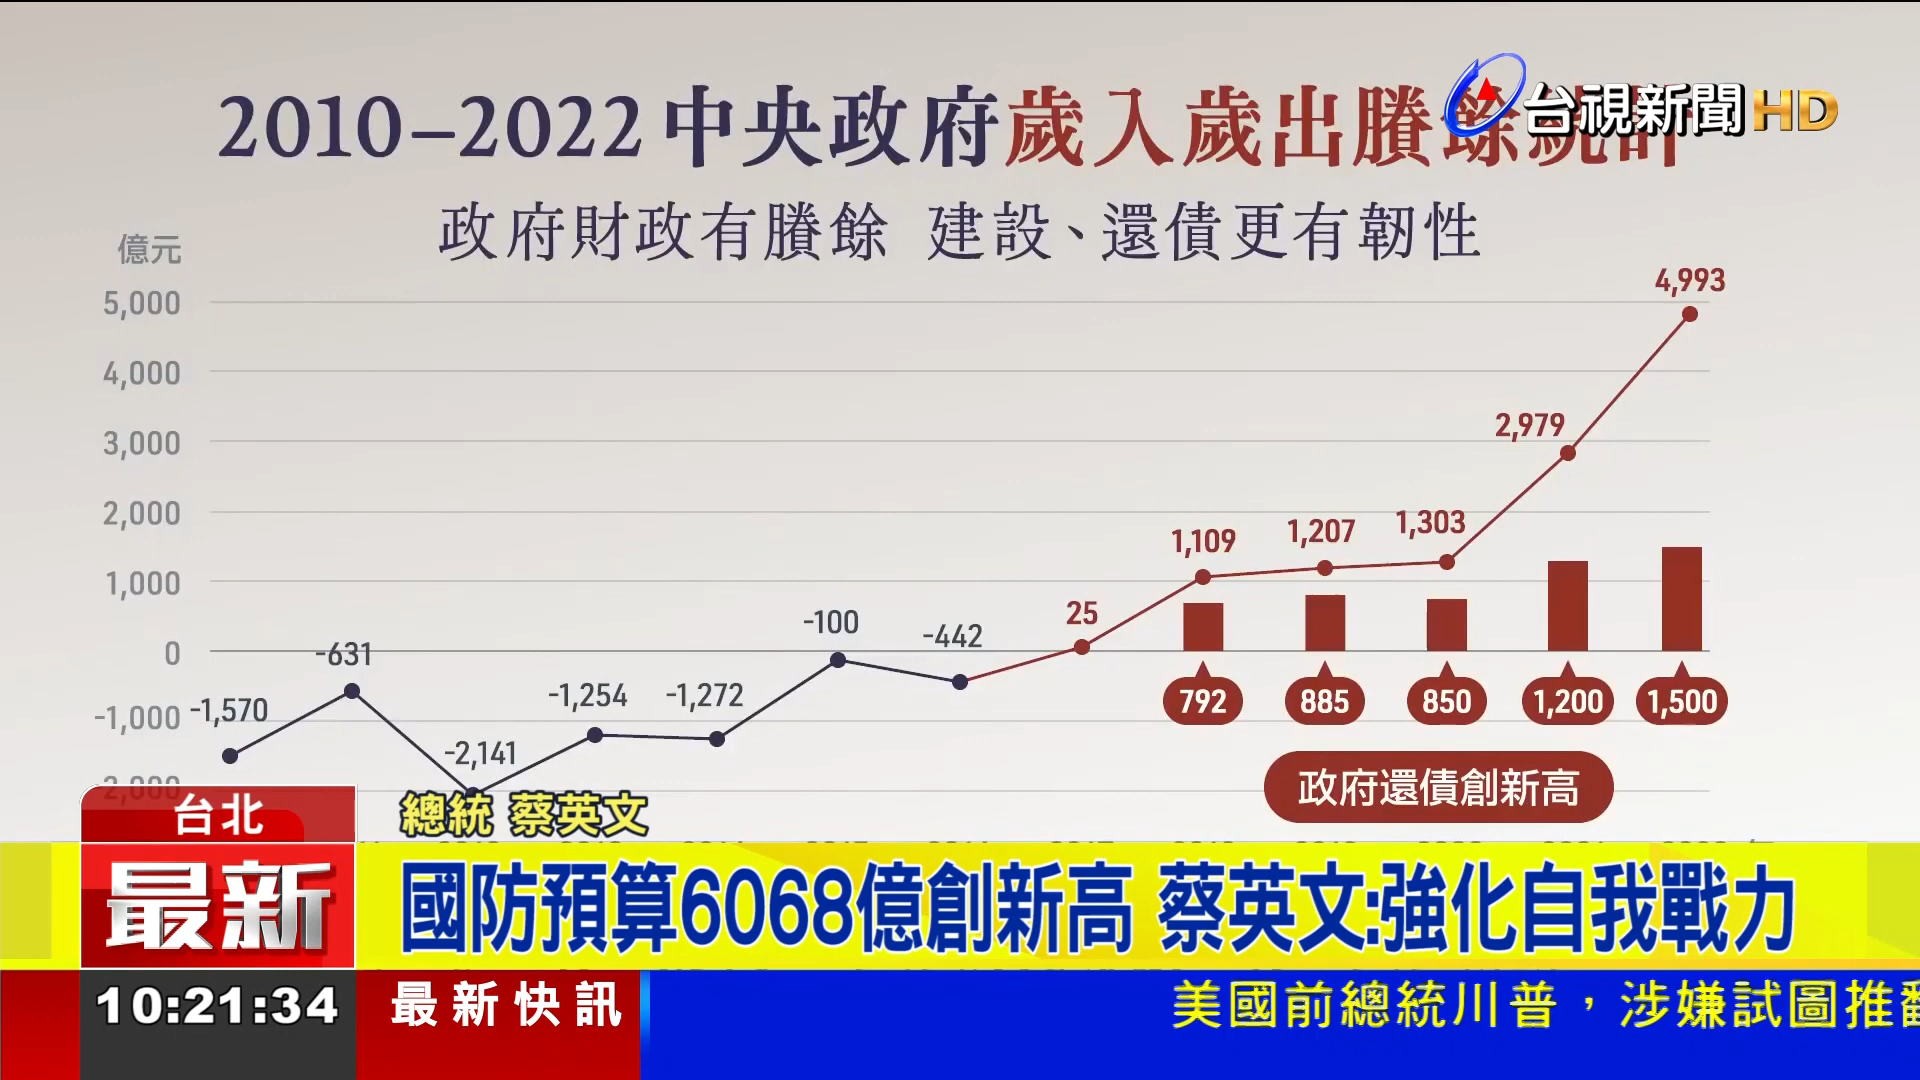 2010–2022中央政府歲入歲出賸餘統計
台視新聞HD
政府財政有賸餘 建設、還債更有韌性
億元
5,000
4,000
3,000
2,000
1,000
0
-1,000
-2,000
-1,570
-631
-2,141
-1,254
-1,272
-100
-442
25
1,109
1,207
1,303
2,979
4,993
792
885
850
1,200
1,500
政府還債創新高
台北
總統 蔡英文
最新
國防預算6068億創新高 蔡英文:強化自我戰力
10:21:34
最新快訊
美國前總統川普，涉嫌試圖推翻